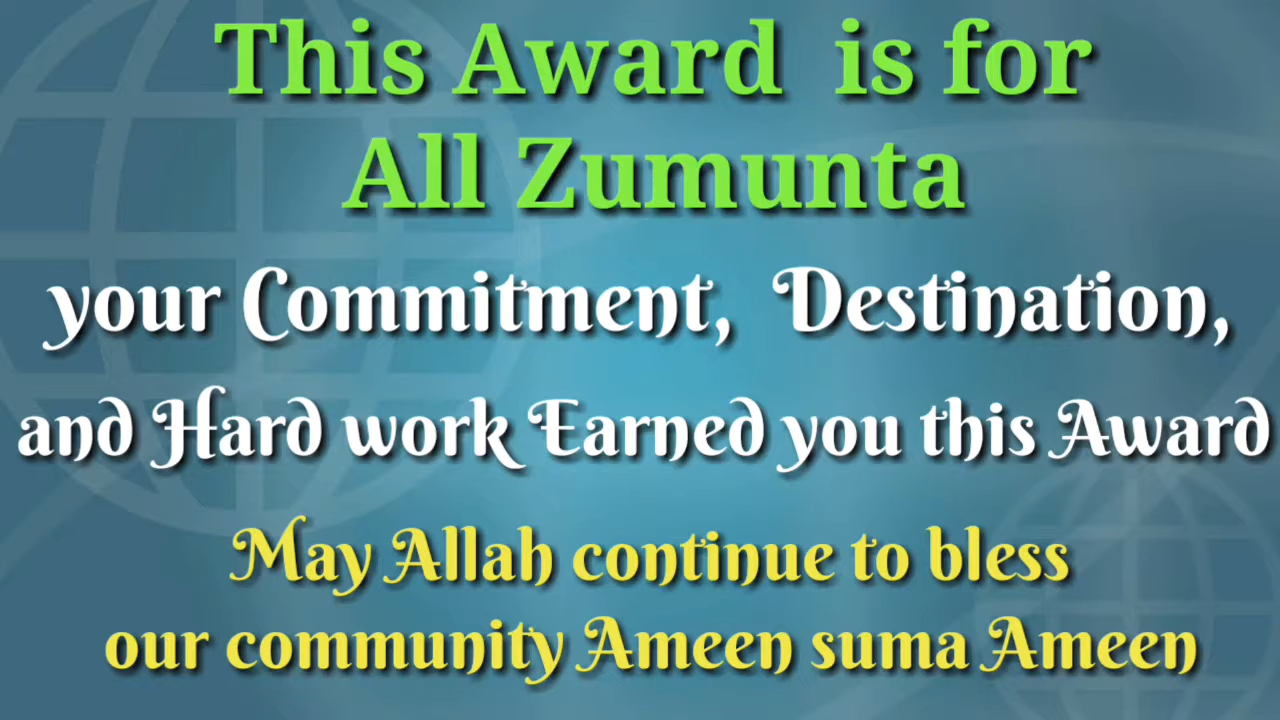 This Award is for
All Zumunta
your Commitment, Destination,
and Hard work Earned you this Award
May Allah continue to bless
our community Ameen suma Ameen